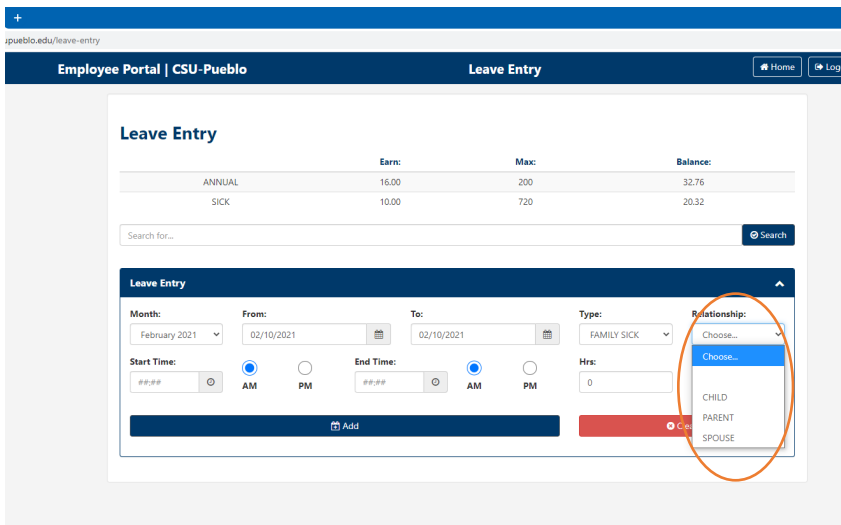 +
upueblo.edu/leave-entry
Employee Portal | CSU-Pueblo Leave Entry Home Log
Leave Entry
Earn: Max: Balance:
ANNUAL 16.00 200 32.76
SICK 10.00 720 20.32
Search for... Search
Leave Entry
Month: From: To: Type: Relationship:
February 2021 02/10/2021 02/10/2021 FAMILY SICK Choose...
Choose...
Start Time: End Time: Hrs:
##:## AM PM ##:## AM PM 0
CHILD
PARENT
SPOUSE
Add Clea